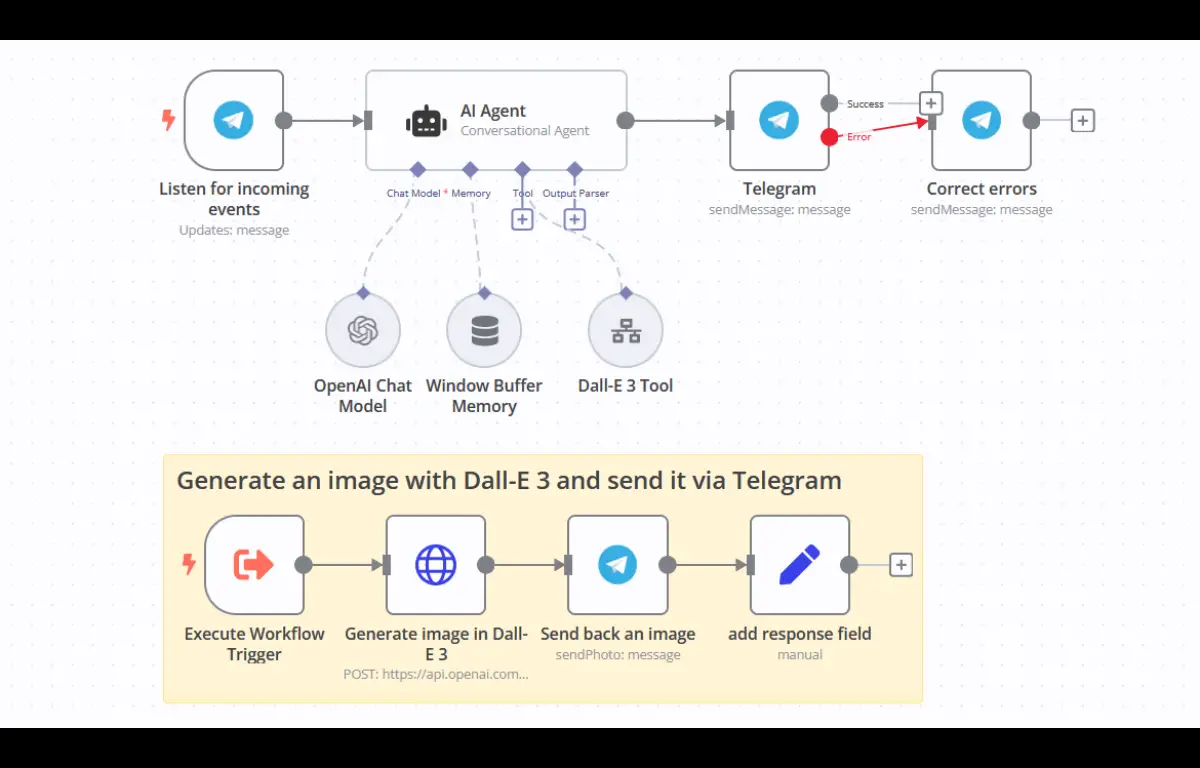 AI Agent
Conversational Agent
Success
Error
Chat Model *
Memory
Tool
Output Parser
Listen for incoming
events
Updates: message
Telegram
sendMessage: message
Correct errors
sendMessage: message
OpenAI Chat
Model
Window Buffer
Memory
Dall-E 3 Tool
Generate an image with Dall-E 3 and send it via Telegram
Execute Workflow
Trigger
Generate image in Dall-
E 3
POST: https://api.openai.com...
Send back an image
sendPhoto: message
add response field
manual